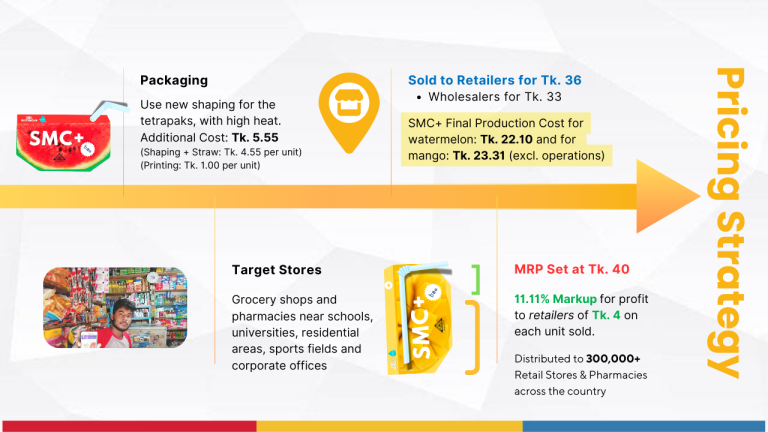 Packaging
Use new shaping for the
tetrapaks, with high heat.
Additional Cost: Tk. 5.55
(Shaping + Straw: Tk. 4.55 per unit)
(Printing: Tk. 1.00 per unit)
SMC+
Sold to Retailers for Tk. 36
• Wholesalers for Tk. 33
SMC+ Final Production Cost for
watermelon: Tk. 22.10 and for
mango: Tk. 23.31 (excl. operations)
Pricing Strategy
Target Stores
Grocery shops and
pharmacies near schools,
universities, residential
areas, sports fields and
corporate offices
SMC+
MRP Set at Tk. 40
11.11% Markup for profit
to retailers of Tk. 4 on
each unit sold.
Distributed to 300,000+
Retail Stores & Pharmacies
across the country